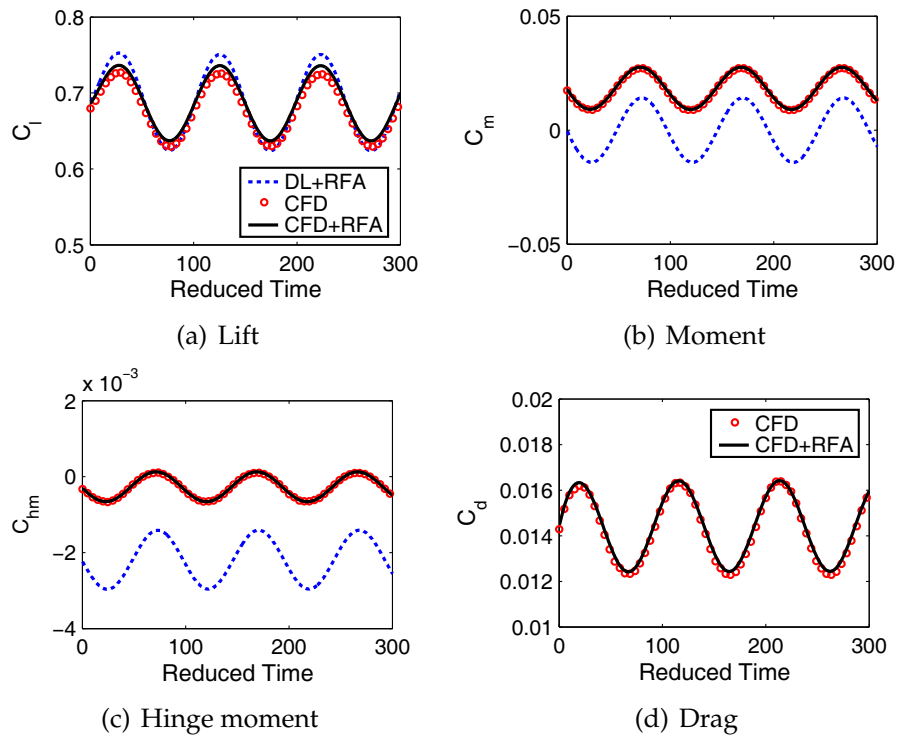 0.8
0.7
0.6
0.5
C_l
DL+RFA
CFD
CFD+RFA
0 100 200 300
Reduced Time
(a) Lift
0.05
0
−0.05
C_m
0 100 200 300
Reduced Time
(b) Moment
x 10^−3
2
0
−2
−4
C_hm
0 100 200 300
Reduced Time
(c) Hinge moment
0.02
0.018
0.016
0.014
0.012
0.01
C_d
CFD
CFD+RFA
0 100 200 300
Reduced Time
(d) Drag